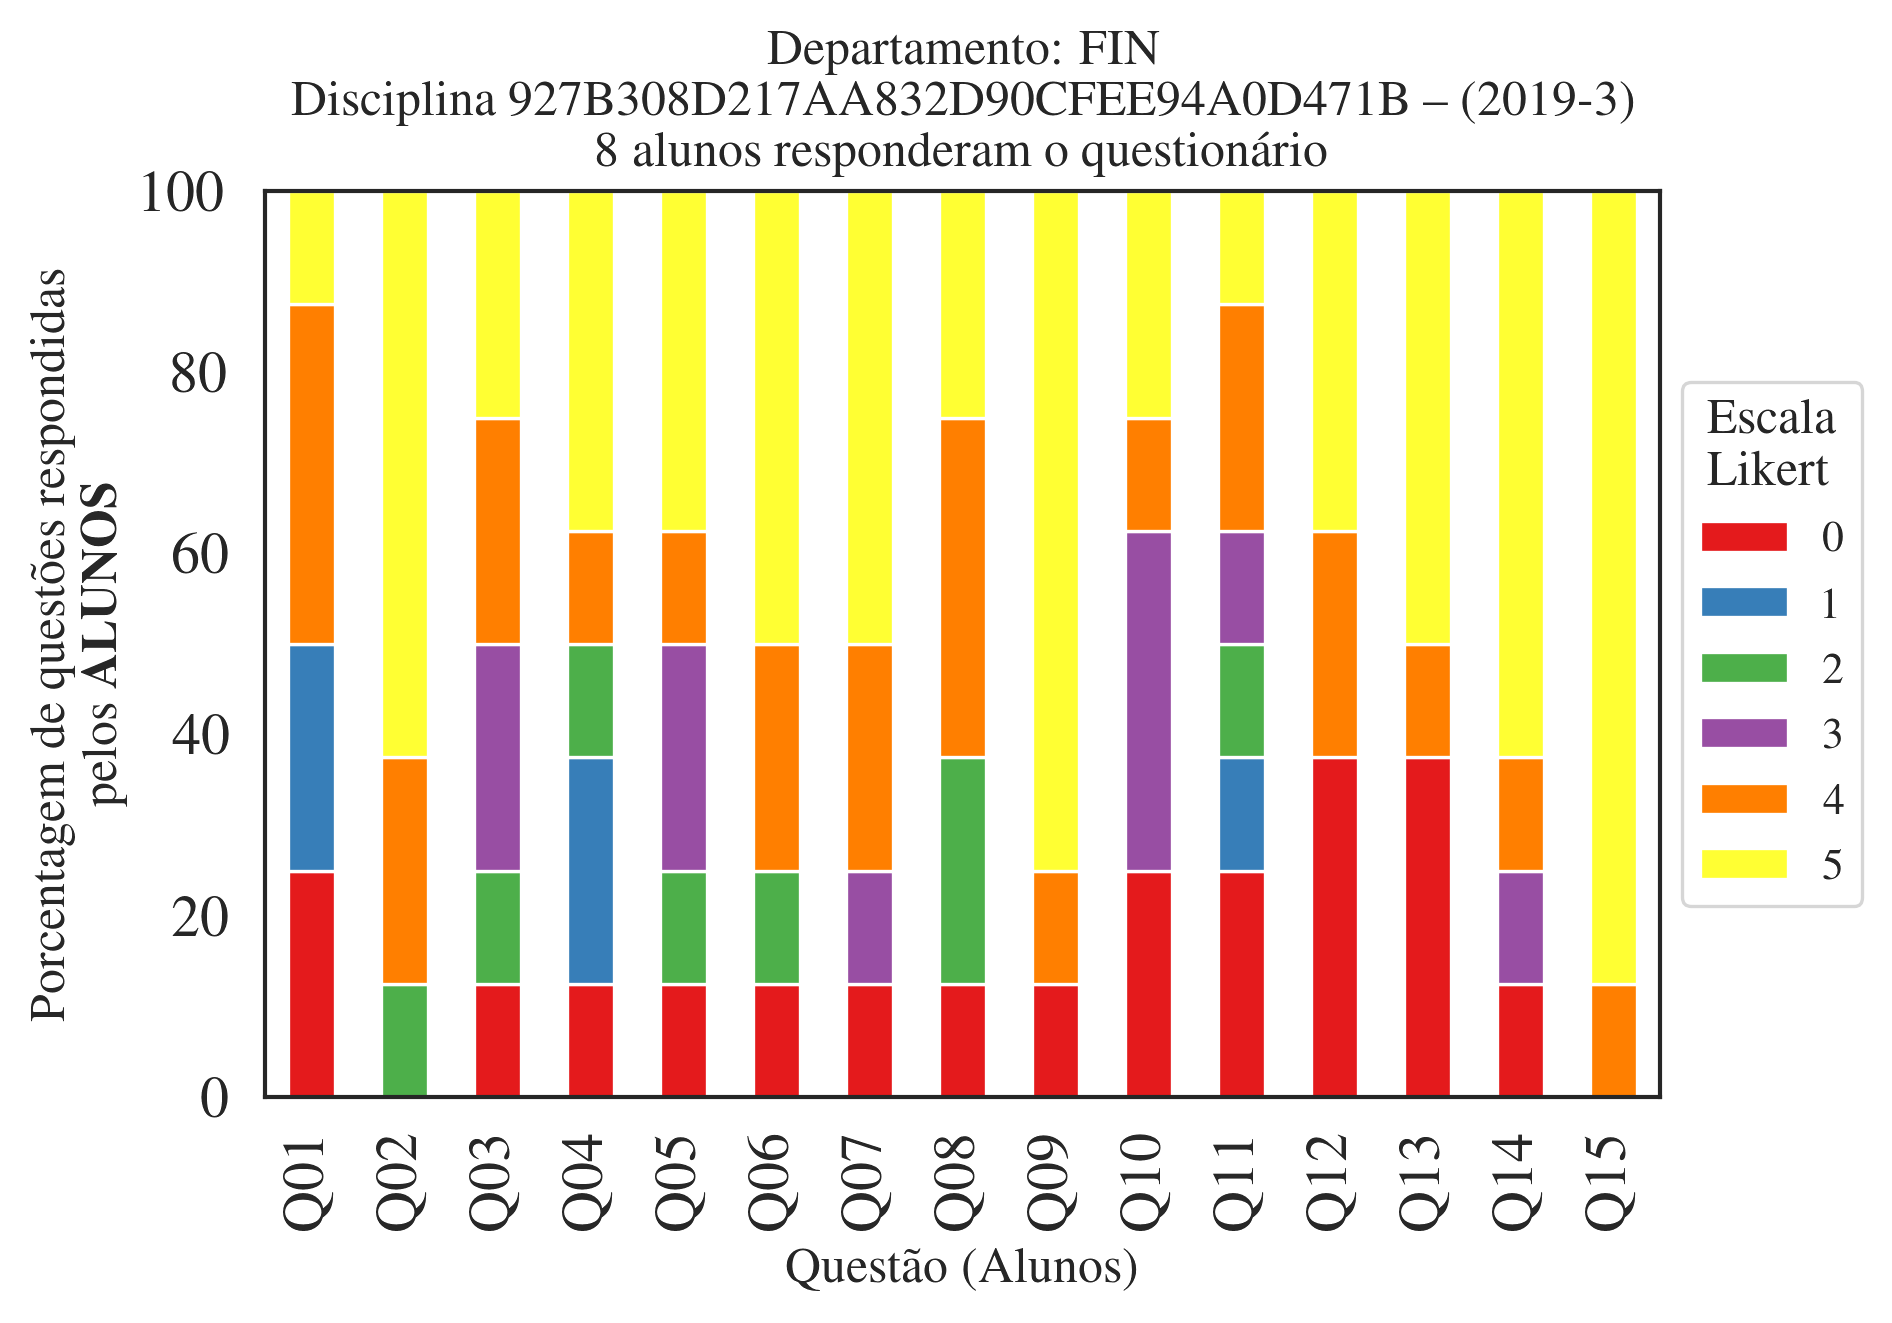 Departamento: FIN
Disciplina 927B308D217AA832D90CFEE94A0D471B – (2019-3)
8 alunos responderam o questionário
Porcentagem de questões respondidas
pelos ALUNOS
100
80
60
40
20
0
Q01
Q02
Q03
Q04
Q05
Q06
Q07
Q08
Q09
Q10
Q11
Q12
Q13
Q14
Q15
Questão (Alunos)
Escala
Likert
0
1
2
3
4
5